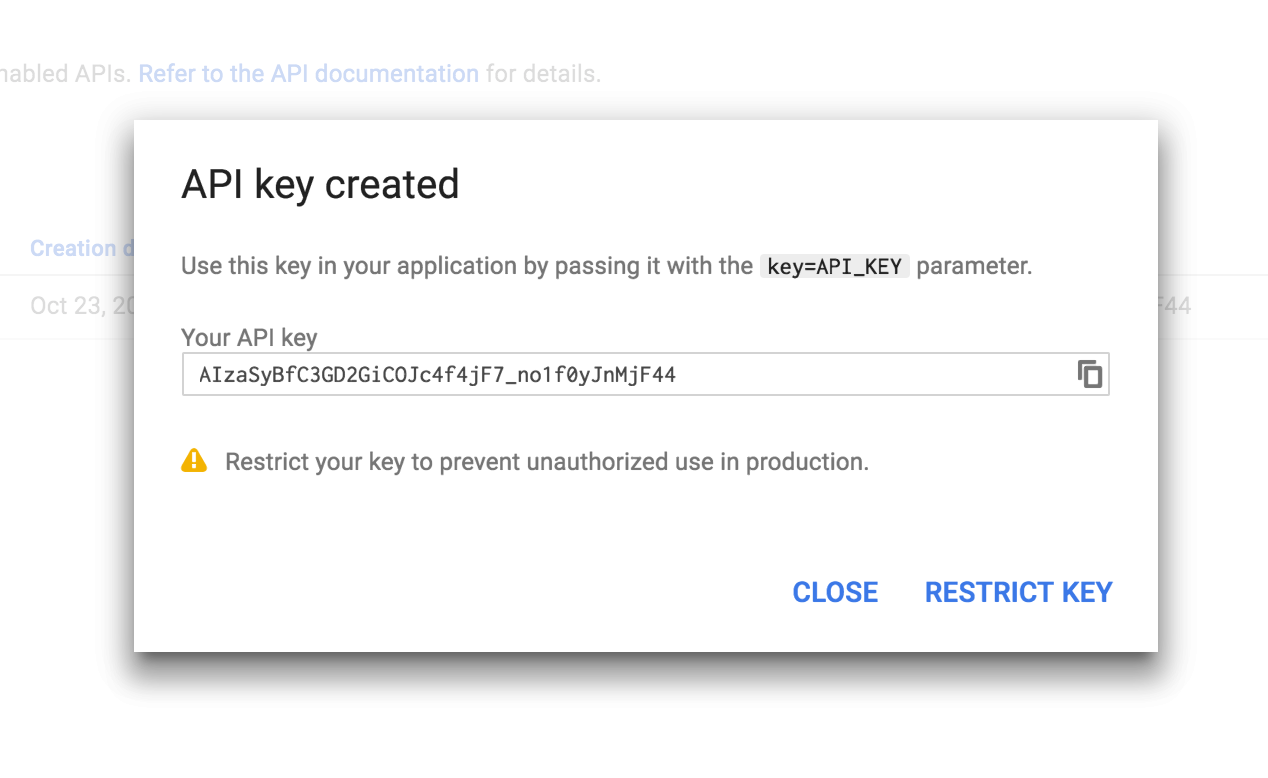 nabled APIs. Refer to the API documentation for details.
API key created
Creation d
Use this key in your application by passing it with the key=API_KEY parameter.
Oct 23, 20
F44
Your API key
AIzaSyBfC3GD2GiCOJc4f4jF7_no1f0yJnMjF44
Restrict your key to prevent unauthorized use in production.
CLOSE RESTRICT KEY